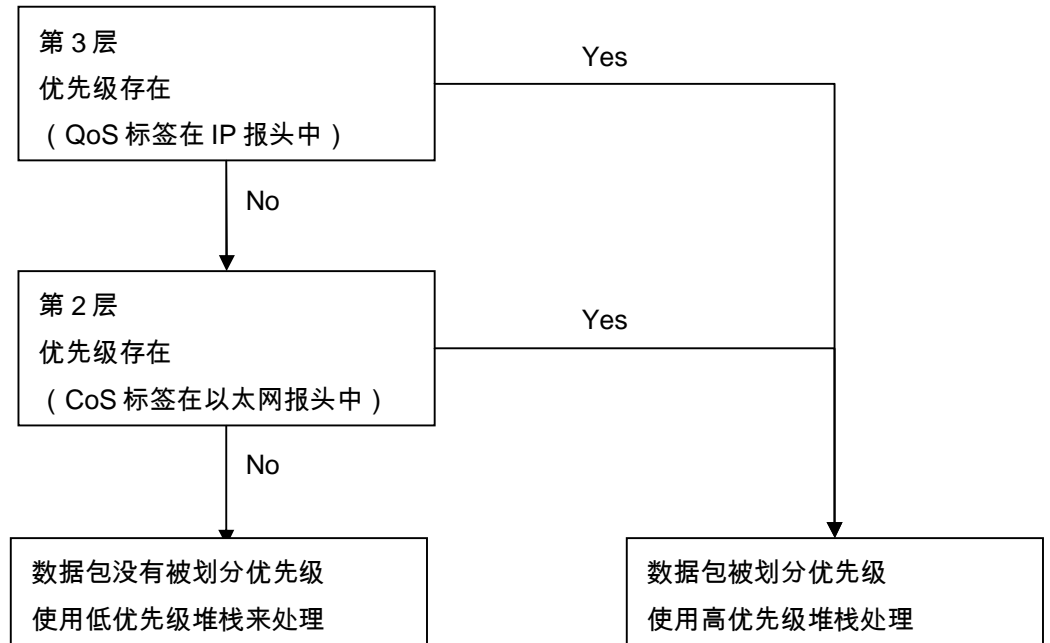 第 3 层
优先级存在
（ QoS 标签在 IP 报头中 ）
Yes
No
第 2 层
优先级存在
（ CoS 标签在以太网报头中 ）
Yes
No
数据包没有被划分优先级
使用低优先级堆栈来处理
数据包被划分优先级
使用高优先级堆栈处理